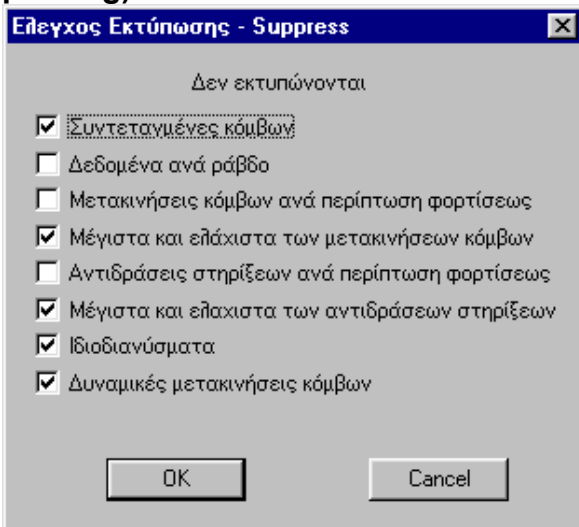 Έλεγχος Εκτύπωσης - Suppress
Δεν εκτυπώνονται
Συντεταγμένες κόμβων
Δεδομένα ανά ράβδο
Μετακινήσεις κόμβων ανά περίπτωση φορτίσεως
Μέγιστα και ελάχιστα των μετακινήσεων κόμβων
Αντιδράσεις στηρίξεων ανά περίπτωση φορτίσεως
Μέγιστα και ελαχιστα των αντιδράσεων στηρίξεων
Ιδιοδιανύσματα
Δυναμικές μετακινήσεις κόμβων
OK Cancel